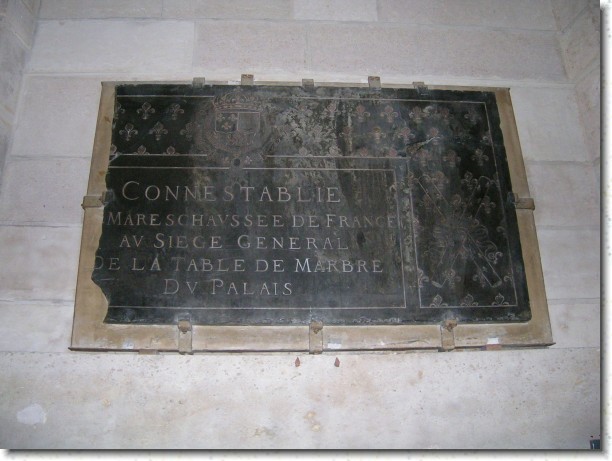 CONNESTABLIE
MARESCHAVSSEE DE FRANCE
AV SIEGE GENERAL
DE LA TABLE DE MARBRE
DV PALAIS